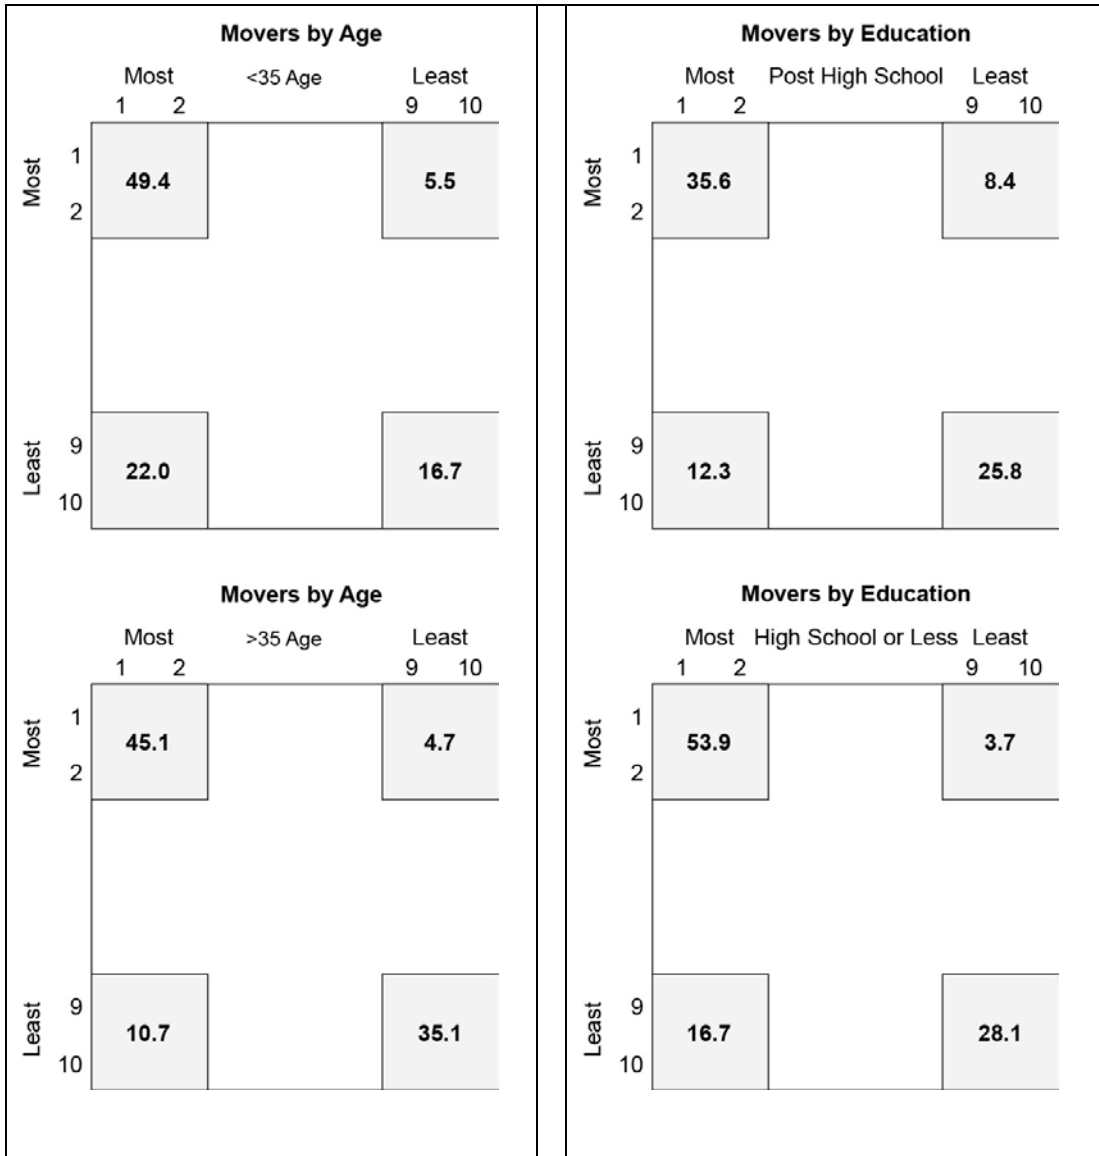 Movers by Age
Most <35 Age Least
1 2 9 10
Most
1
2
49.4 5.5
Least
9
10
22.0 16.7
Movers by Age
Most >35 Age Least
1 2 9 10
Most
1
2
45.1 4.7
Least
9
10
10.7 35.1
Movers by Education
Most Post High School Least
1 2 9 10
Most
1
2
35.6 8.4
Least
9
10
12.3 25.8
Movers by Education
Most High School or Less Least
1 2 9 10
Most
1
2
53.9 3.7
Least
9
10
16.7 28.1